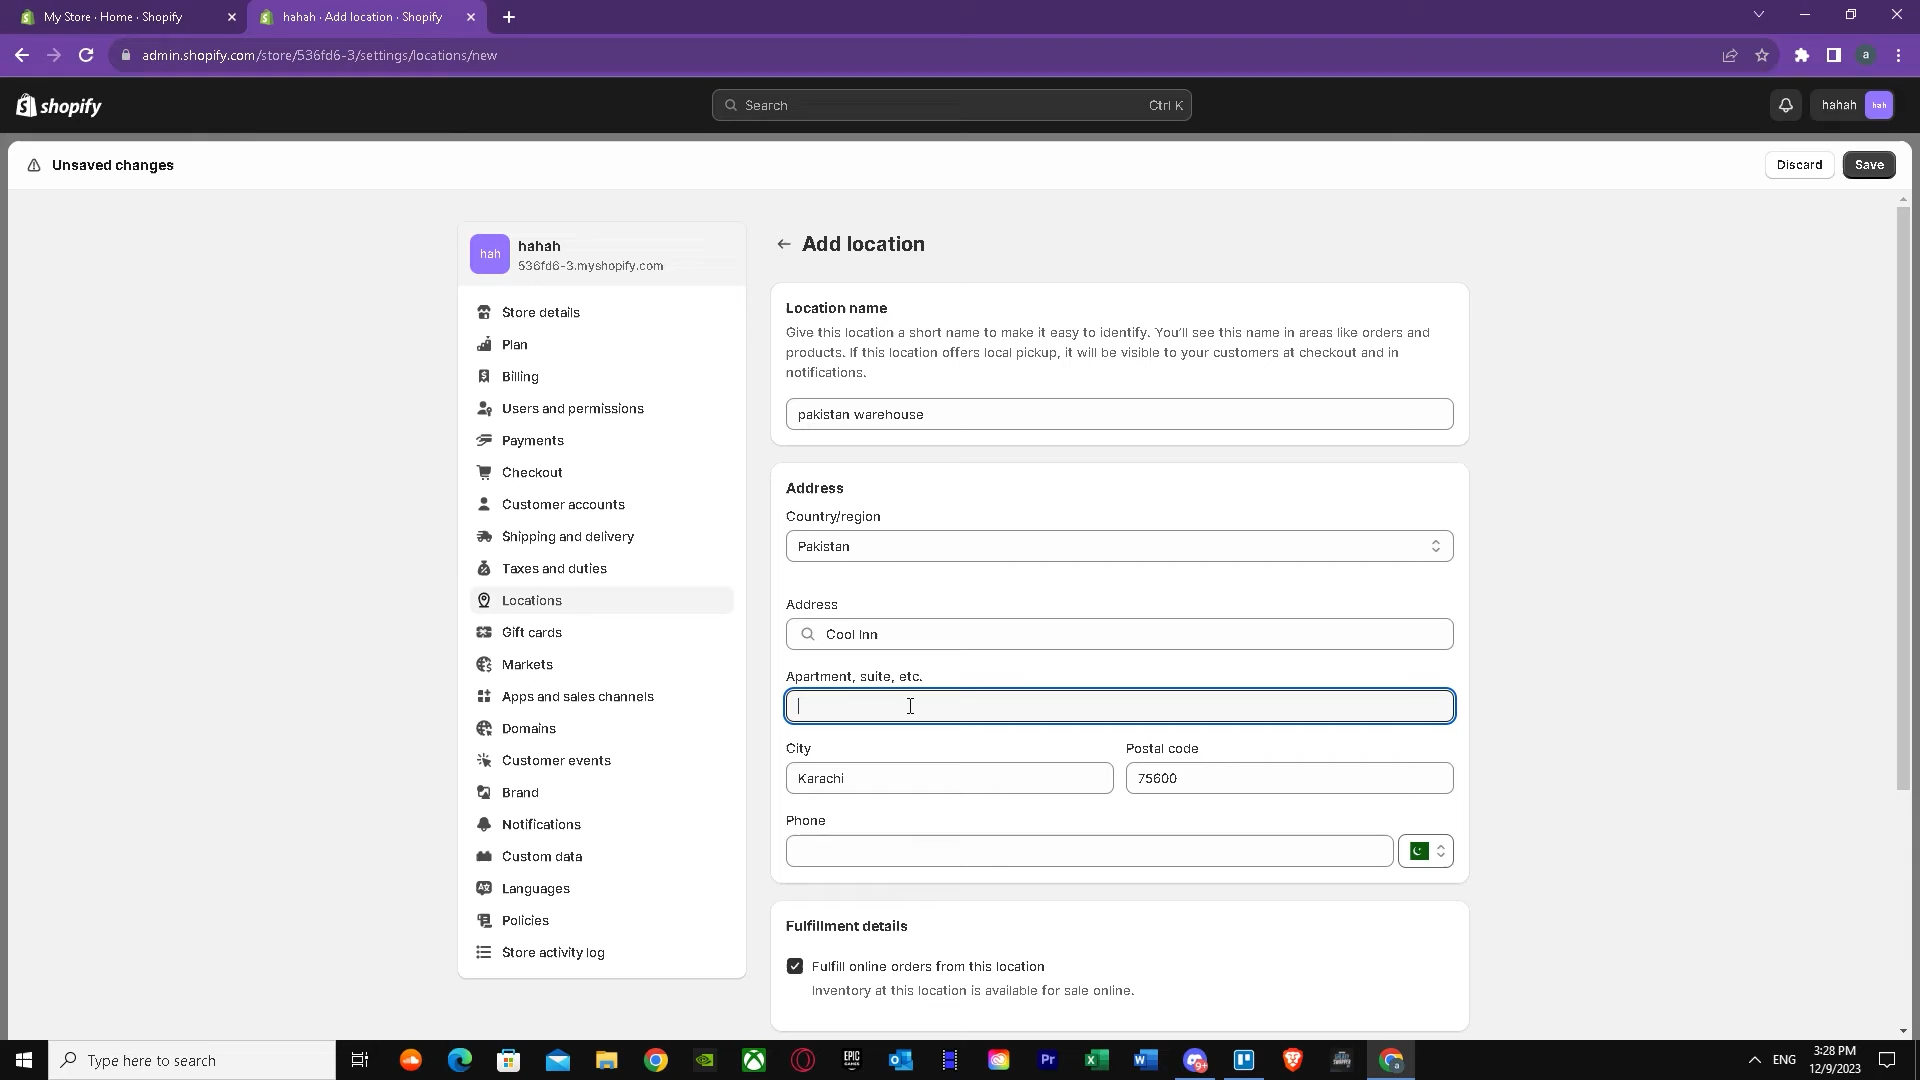 My Store · Home · Shopify
hahah · Add location · Shopify
admin.shopify.com/store/536fd6-3/settings/locations/new
a
shopify
Search
Ctrl K
hahah
hah
Unsaved changes
Discard
Save
hah
hahah
536fd6-3.myshopify.com
Store details
Plan
Billing
Users and permissions
Payments
Checkout
Customer accounts
Shipping and delivery
Taxes and duties
Locations
Gift cards
Markets
Apps and sales channels
Domains
Customer events
Brand
Notifications
Custom data
Languages
Policies
Store activity log
Add location
Location name
Give this location a short name to make it easy to identify. You'll see this name in areas like orders and
products. If this location offers local pickup, it will be visible to your customers at checkout and in
notifications.
pakistan warehouse
Address
Country/region
Pakistan
Address
Cool Inn
Apartment, suite, etc.
City
Postal code
Karachi
75600
Phone
Fulfillment details
Fulfill online orders from this location
Inventory at this location is available for sale online.
Type here to search
EPIC
GAMES
Pr
9+
a
ENG
3:28 PM
12/9/2023